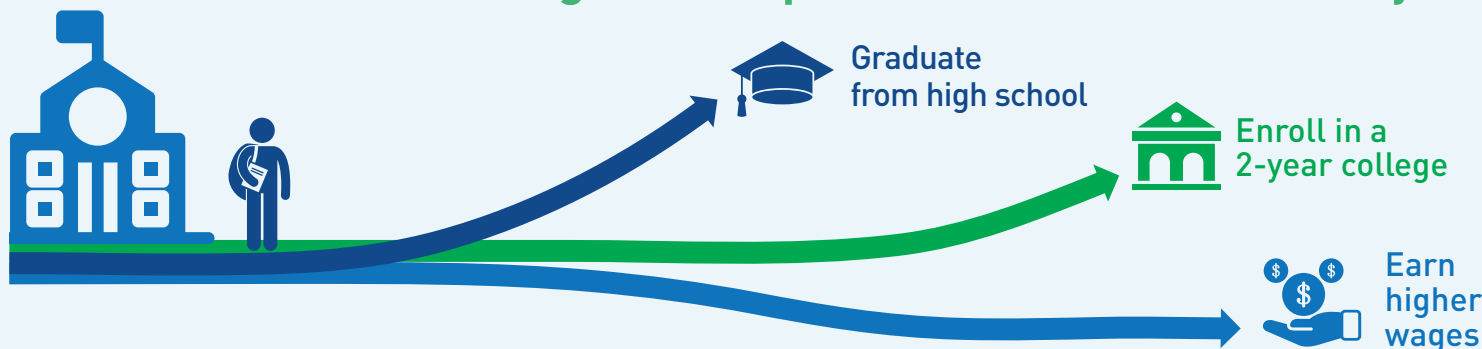 Graduate
from high school
Enroll in a
2-year college
$ $
$
Earn
higher
wages